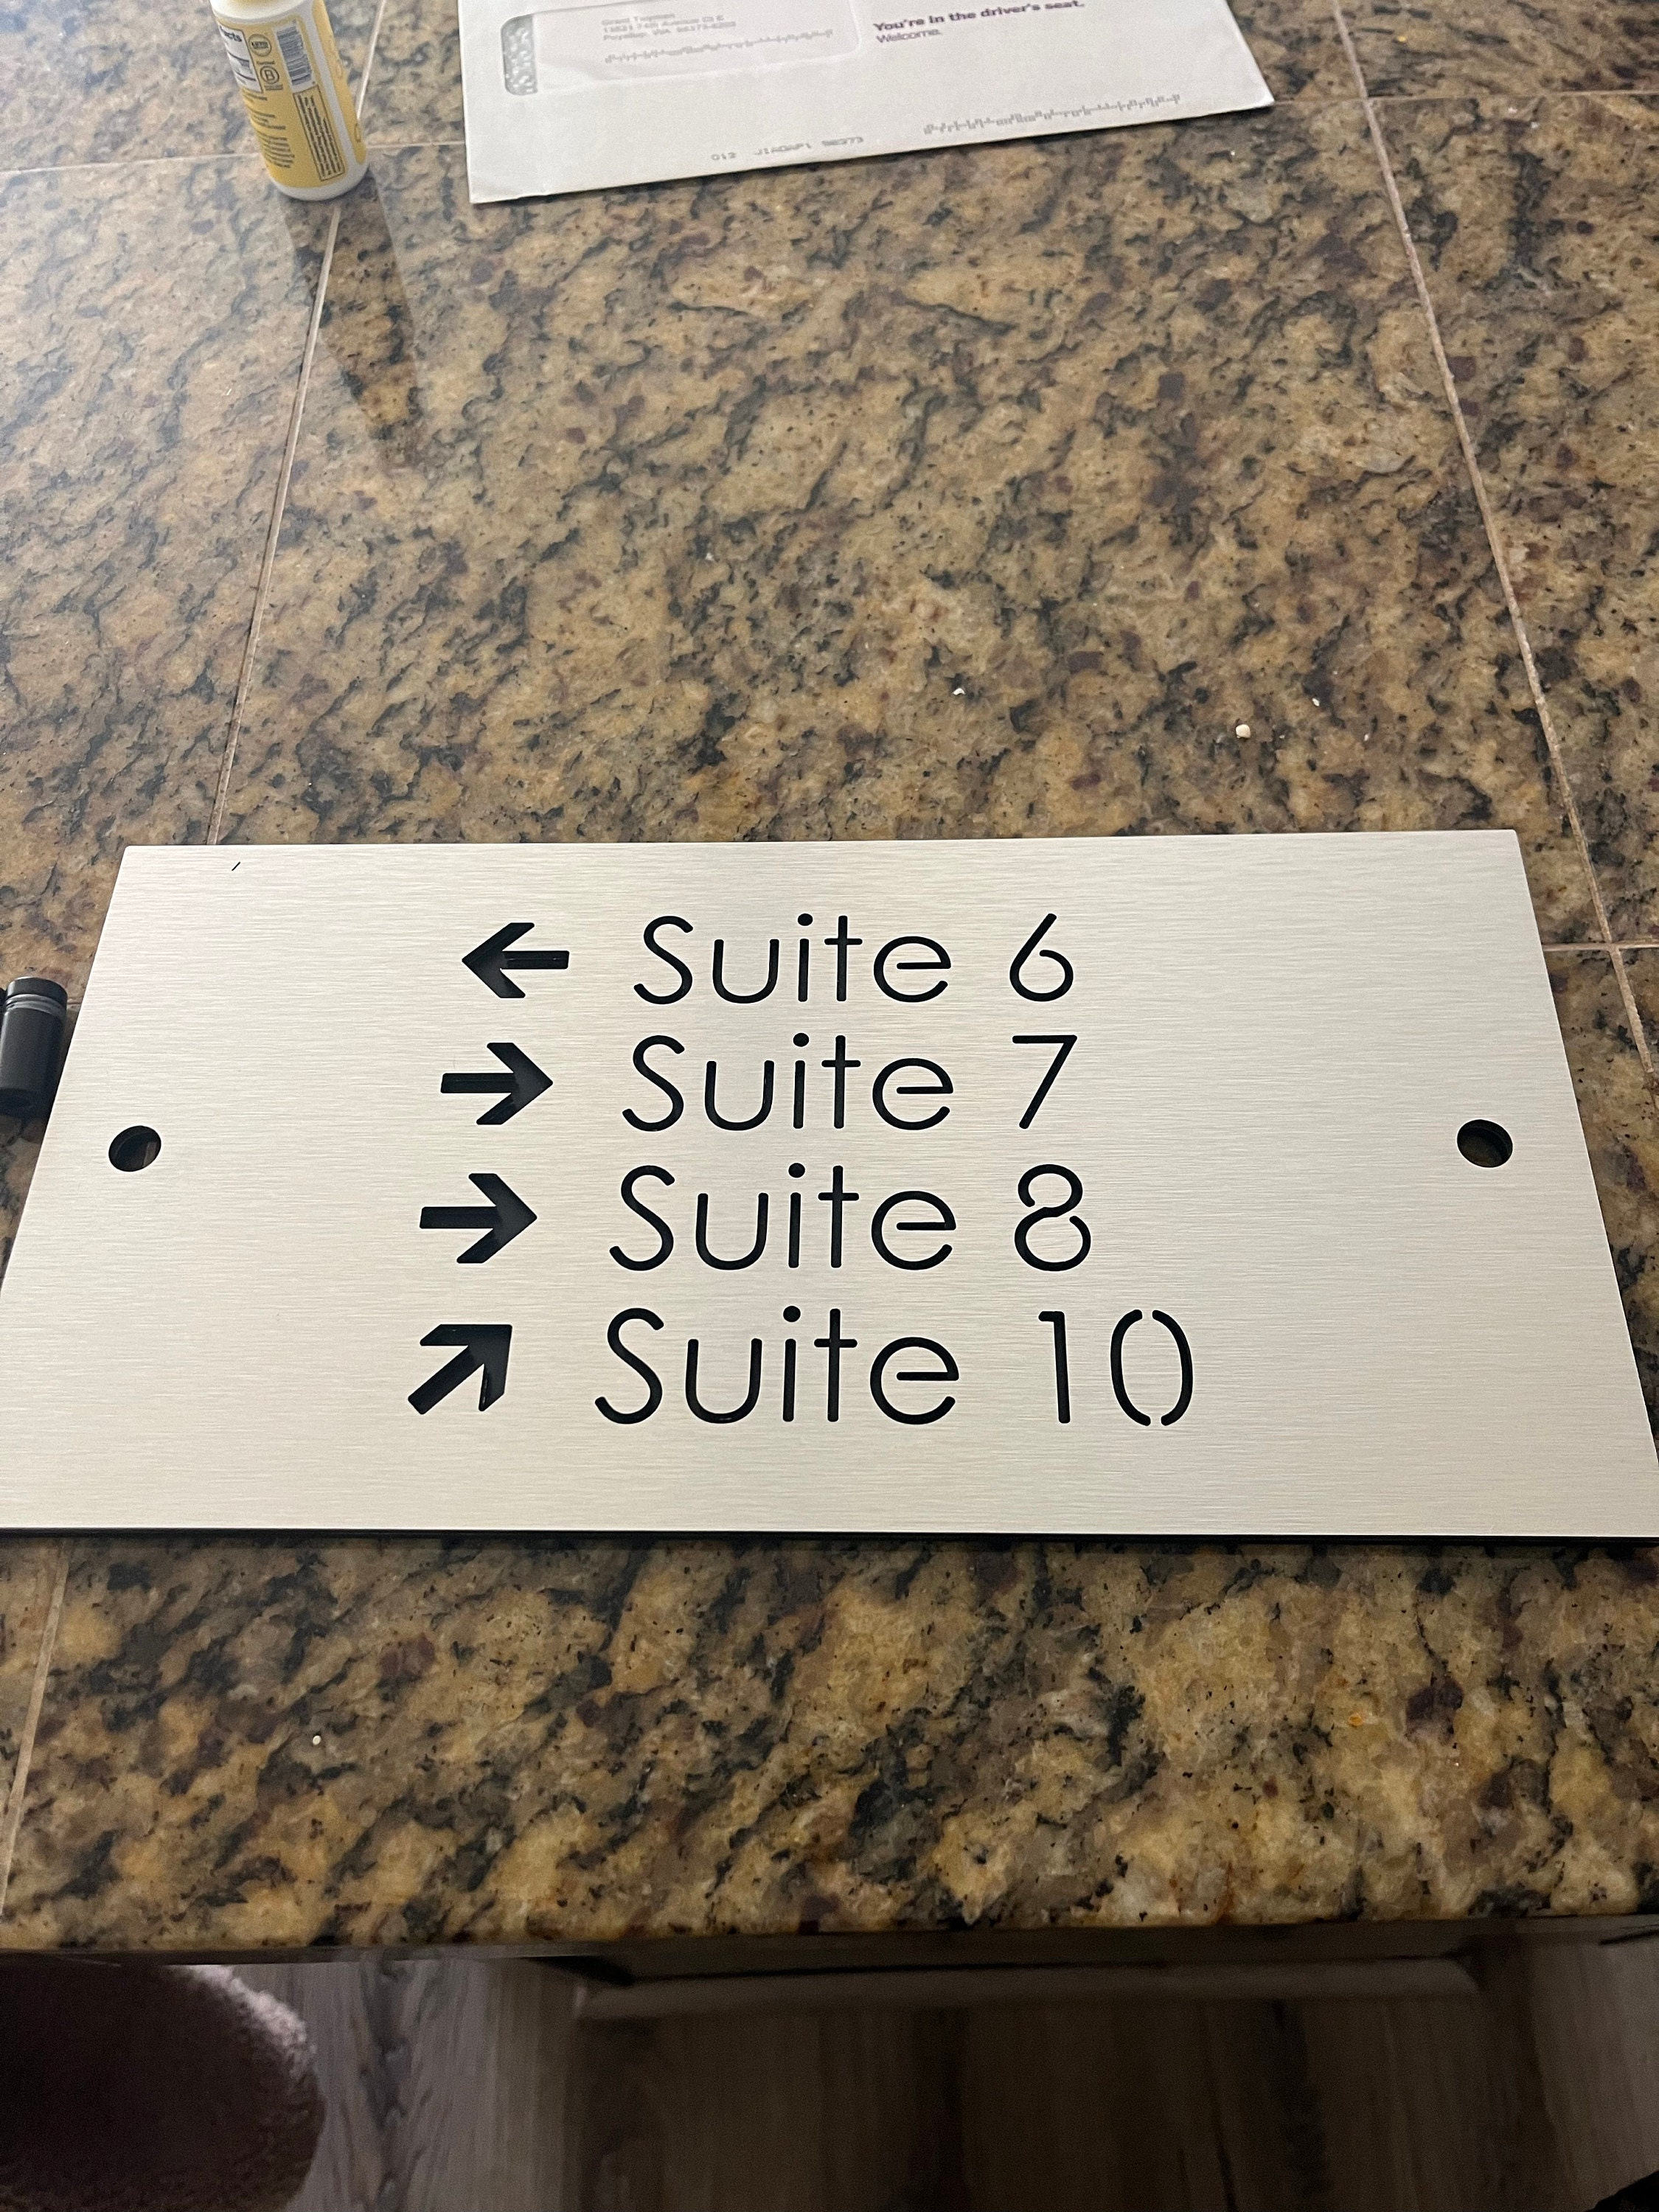 You're in the driver's seat.
Welcome.
← Suite 6
→ Suite 7
→ Suite 8
↗ Suite 10